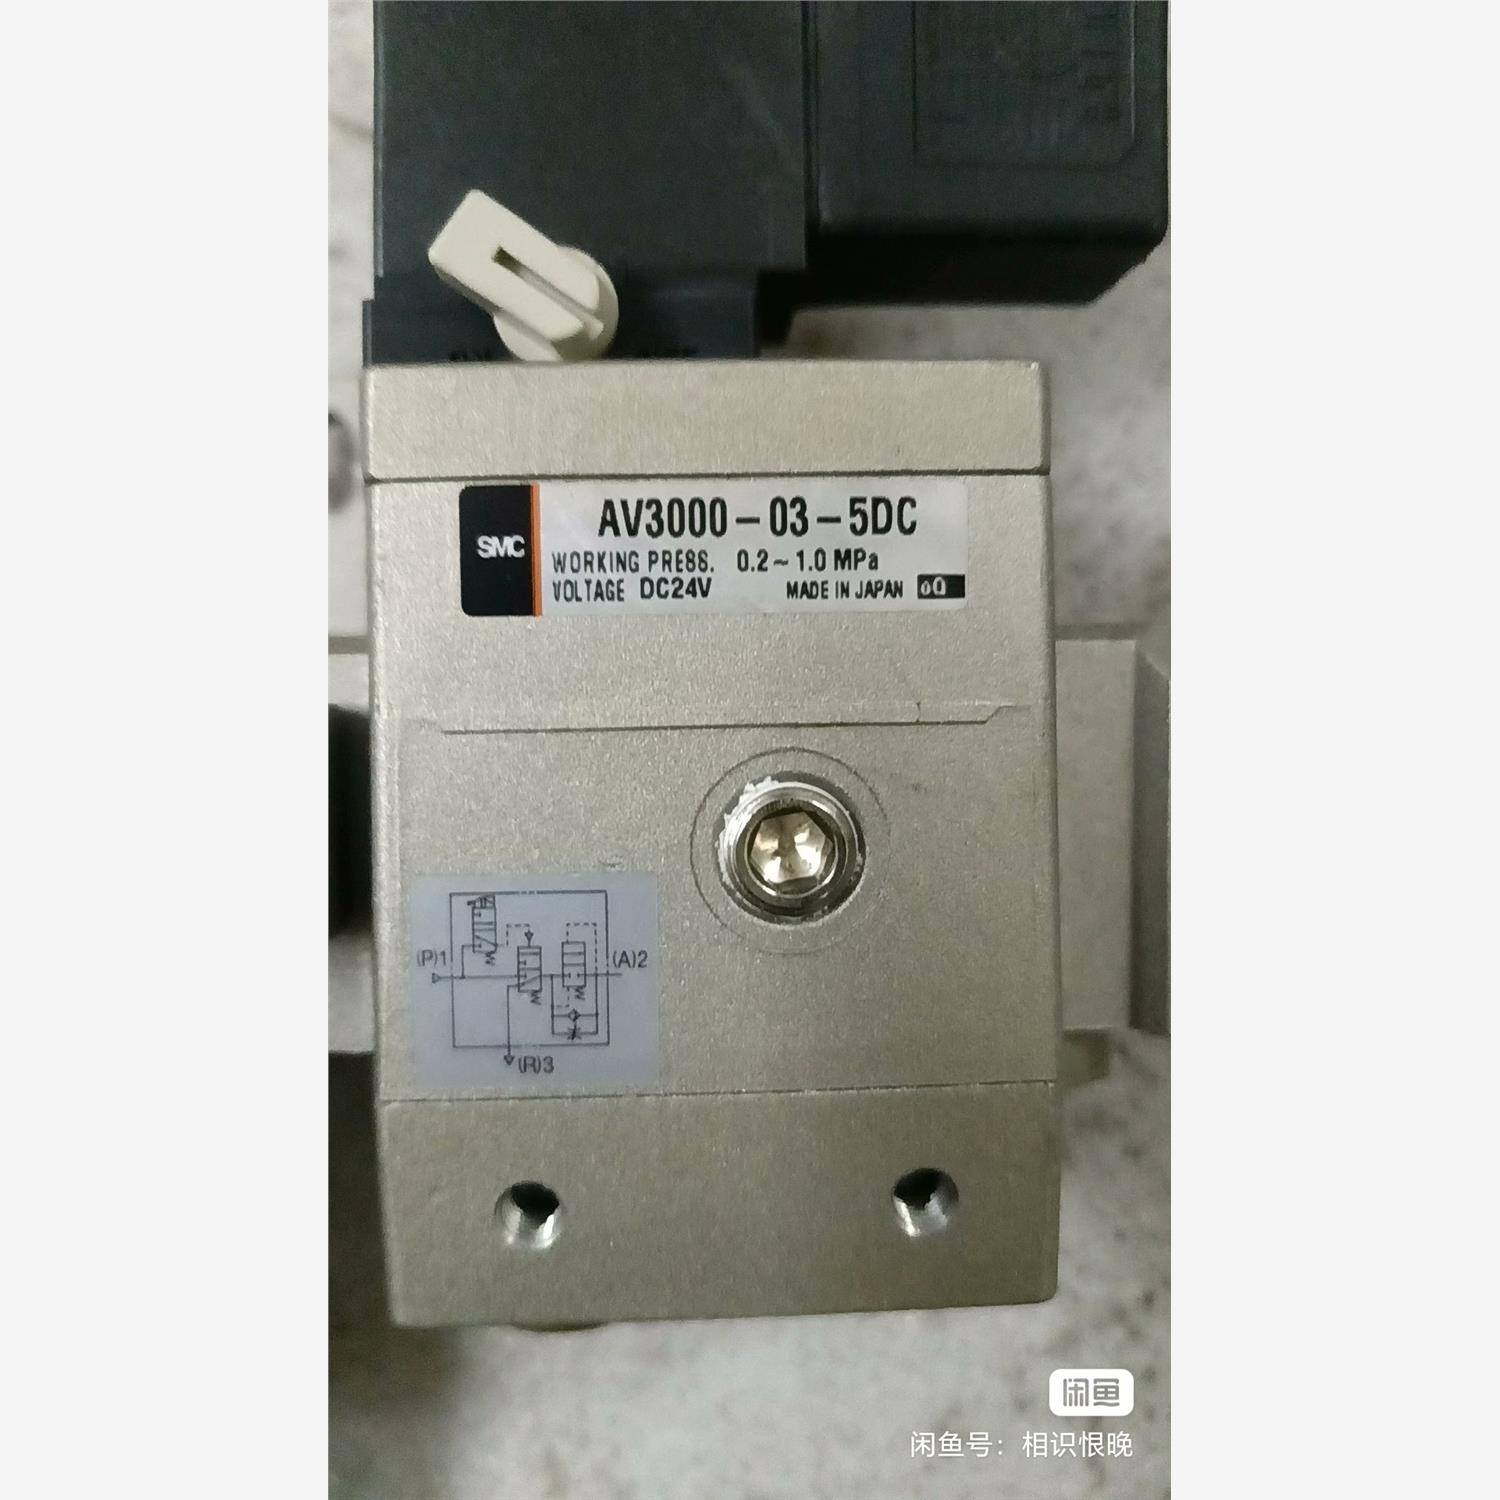 SMC
AV3000-03-5DC
WORKING PRESS. 0.2~1.0 MPa
VOLTAGE DC24V MADE IN JAPAN
(P)1
(A)2
(R)3
闲鱼
闲鱼号：相识恨晚